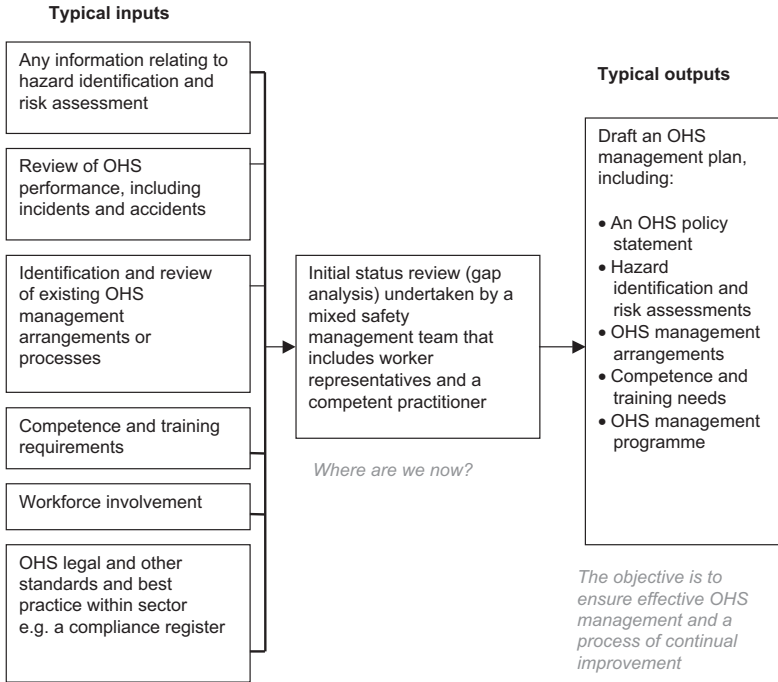 Typical inputs
Any information relating to
hazard identification and
risk assessment
Review of OHS
performance, including
incidents and accidents
Identification and review
of existing OHS
management
arrangements or
processes
Competence and training
requirements
Workforce involvement
OHS legal and other
standards and best
practice within sector
e.g. a compliance register
Initial status review (gap
analysis) undertaken by a
mixed safety
management team that
includes worker
representatives and a
competent practitioner
Where are we now?
Typical outputs
Draft an OHS
management plan,
including:
• An OHS policy
statement
• Hazard
identification and
risk assessments
• OHS management
arrangements
• Competence and
training needs
• OHS management
programme
The objective is to
ensure effective OHS
management and a
process of continual
improvement